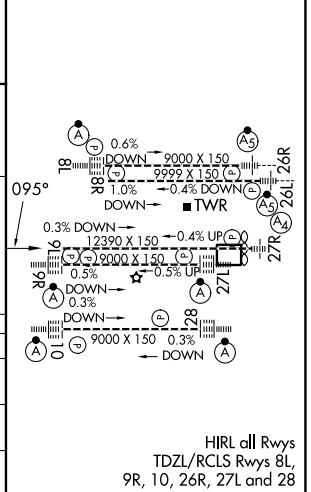 A
P
0.6%
DOWN
9000 X 150
A5
8L
26R
P
9999 X 150
P
8R
1.0%
0.4% DOWN
P
26L
095°
DOWN
TWR
A5
A4
0.3% DOWN
0.4% UP
P
12390 X 150
27R
9L
P
P
9000 X 150
P
P
9R
0.5%
0.5% UP
27L
A
DOWN
A
0.3%
DOWN
P
28
10
P
9000 X 150
0.3%
A
DOWN
A
HIRL all Rwys
TDZL/RCLS Rwys 8L,
9R, 10, 26R, 27L and 28